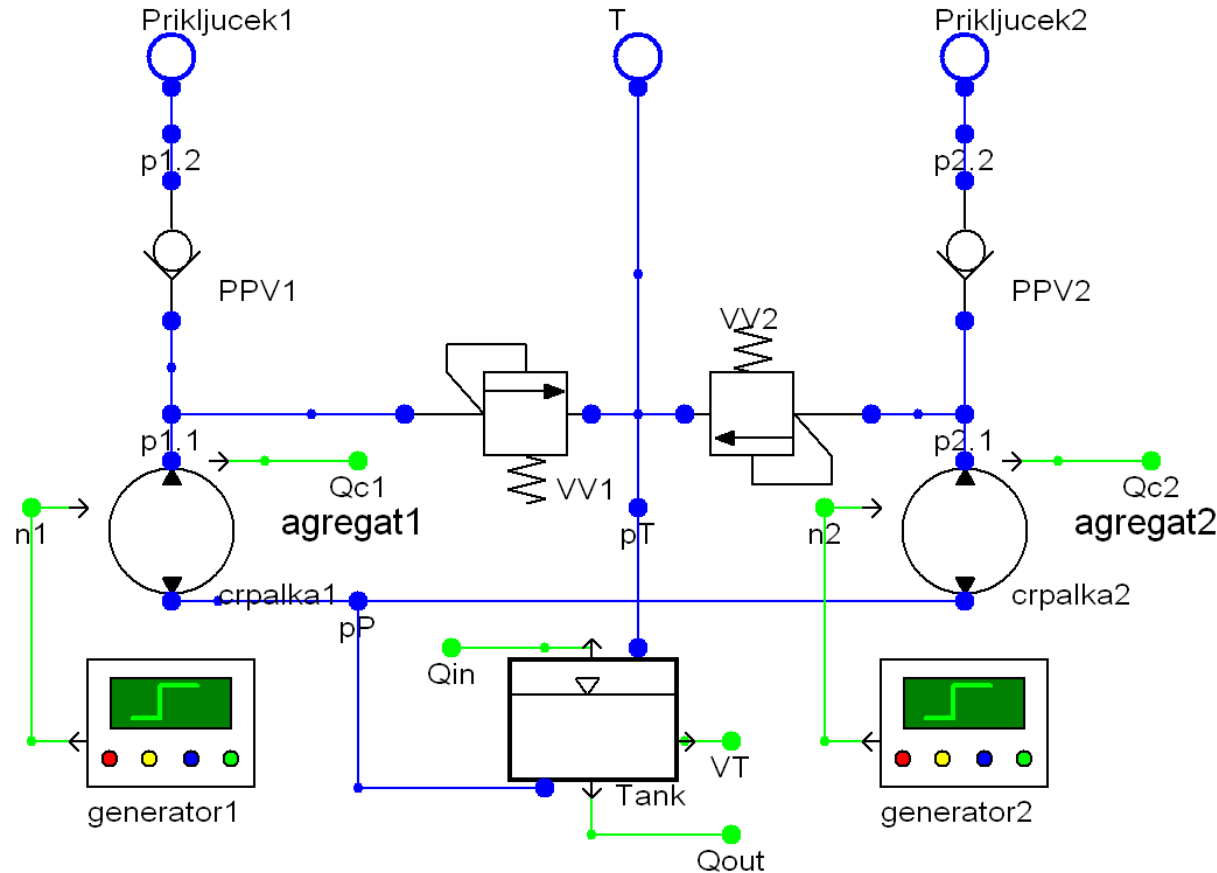 Prikljucek1
T
Prikljucek2
p1.2
p2.2
PPV1
PPV2
VV2
p1.1
p2.1
Qc1
VV1
Qc2
n1
agregat1
pT
n2
agregat2
crpalka1
crpalka2
pP
Qin
VT
Tank
generator1
generator2
Qout